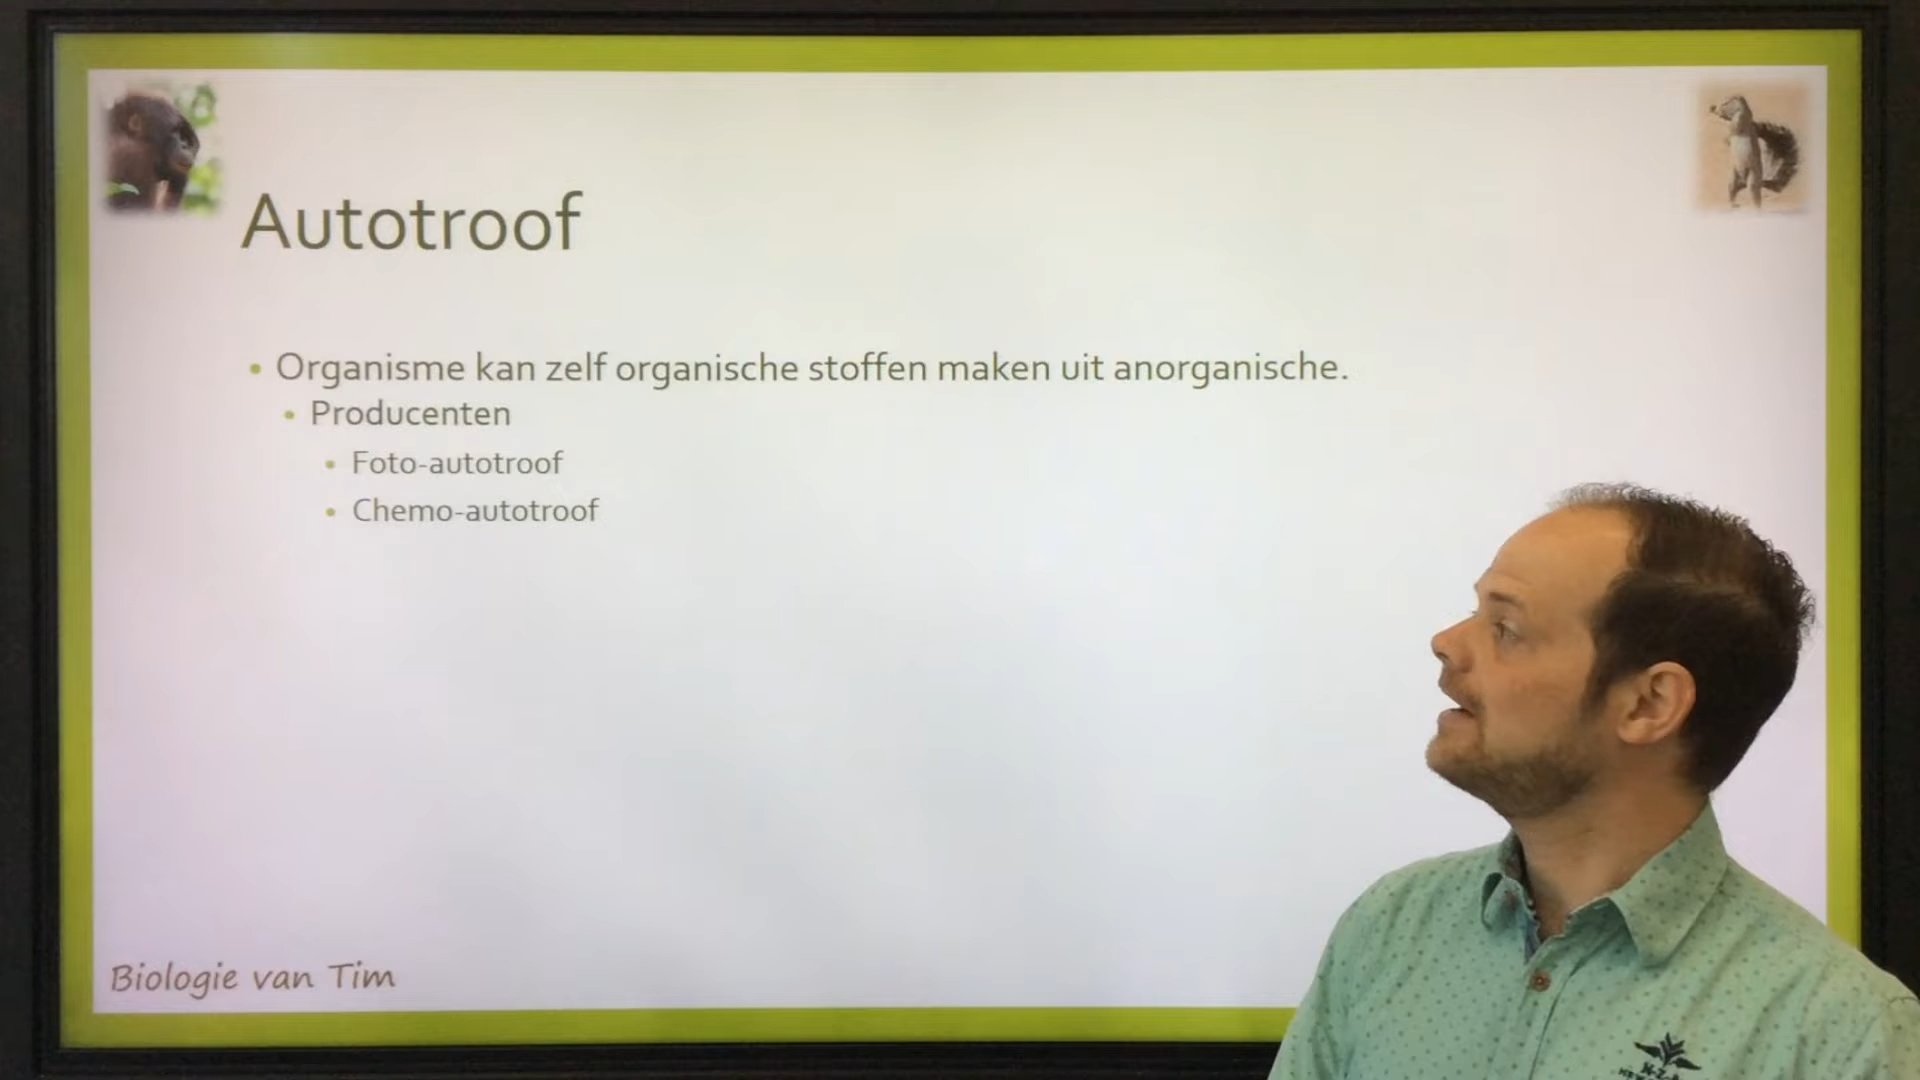 Autotroof
• Organisme kan zelf organische stoffen maken uit anorganische.
• Producenten
• Foto-autotroof
• Chemo-autotroof
Biologie van Tim